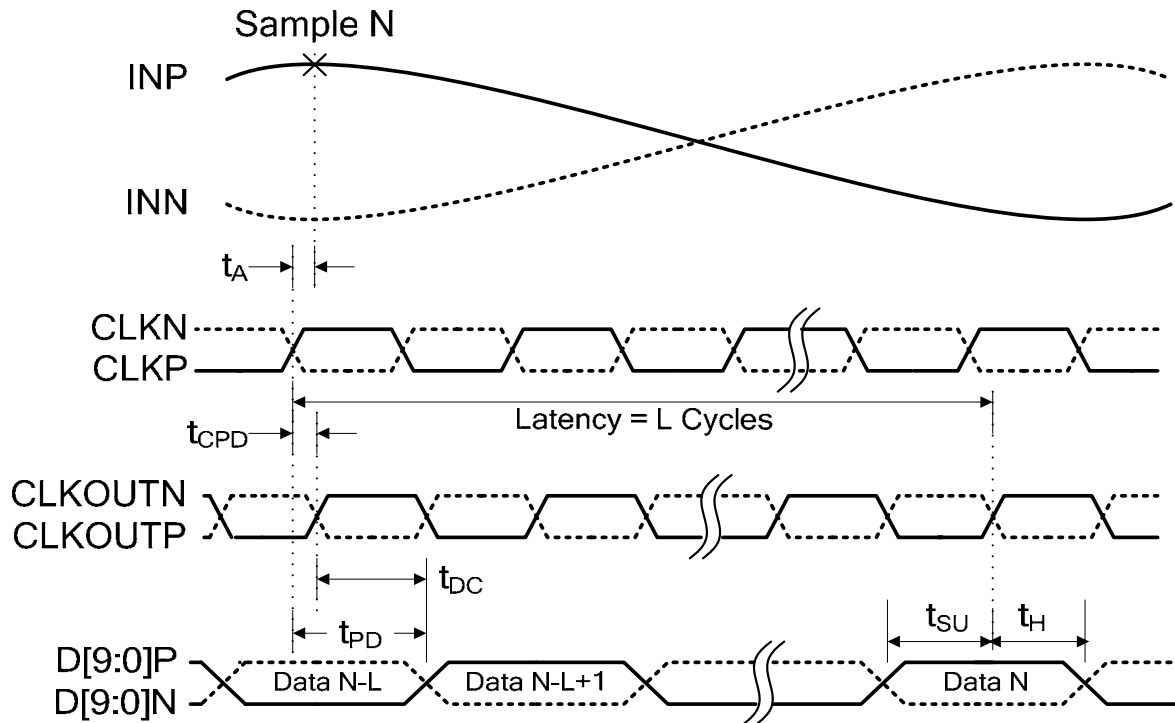 Sample N
INP
INN
tA
CLKN
CLKP
Latency = L Cycles
tCPD
CLKOUTN
CLKOUTP
tDC
tPD
tSU
tH
D[9:0]P
D[9:0]N
Data N-L
Data N-L+1
Data N